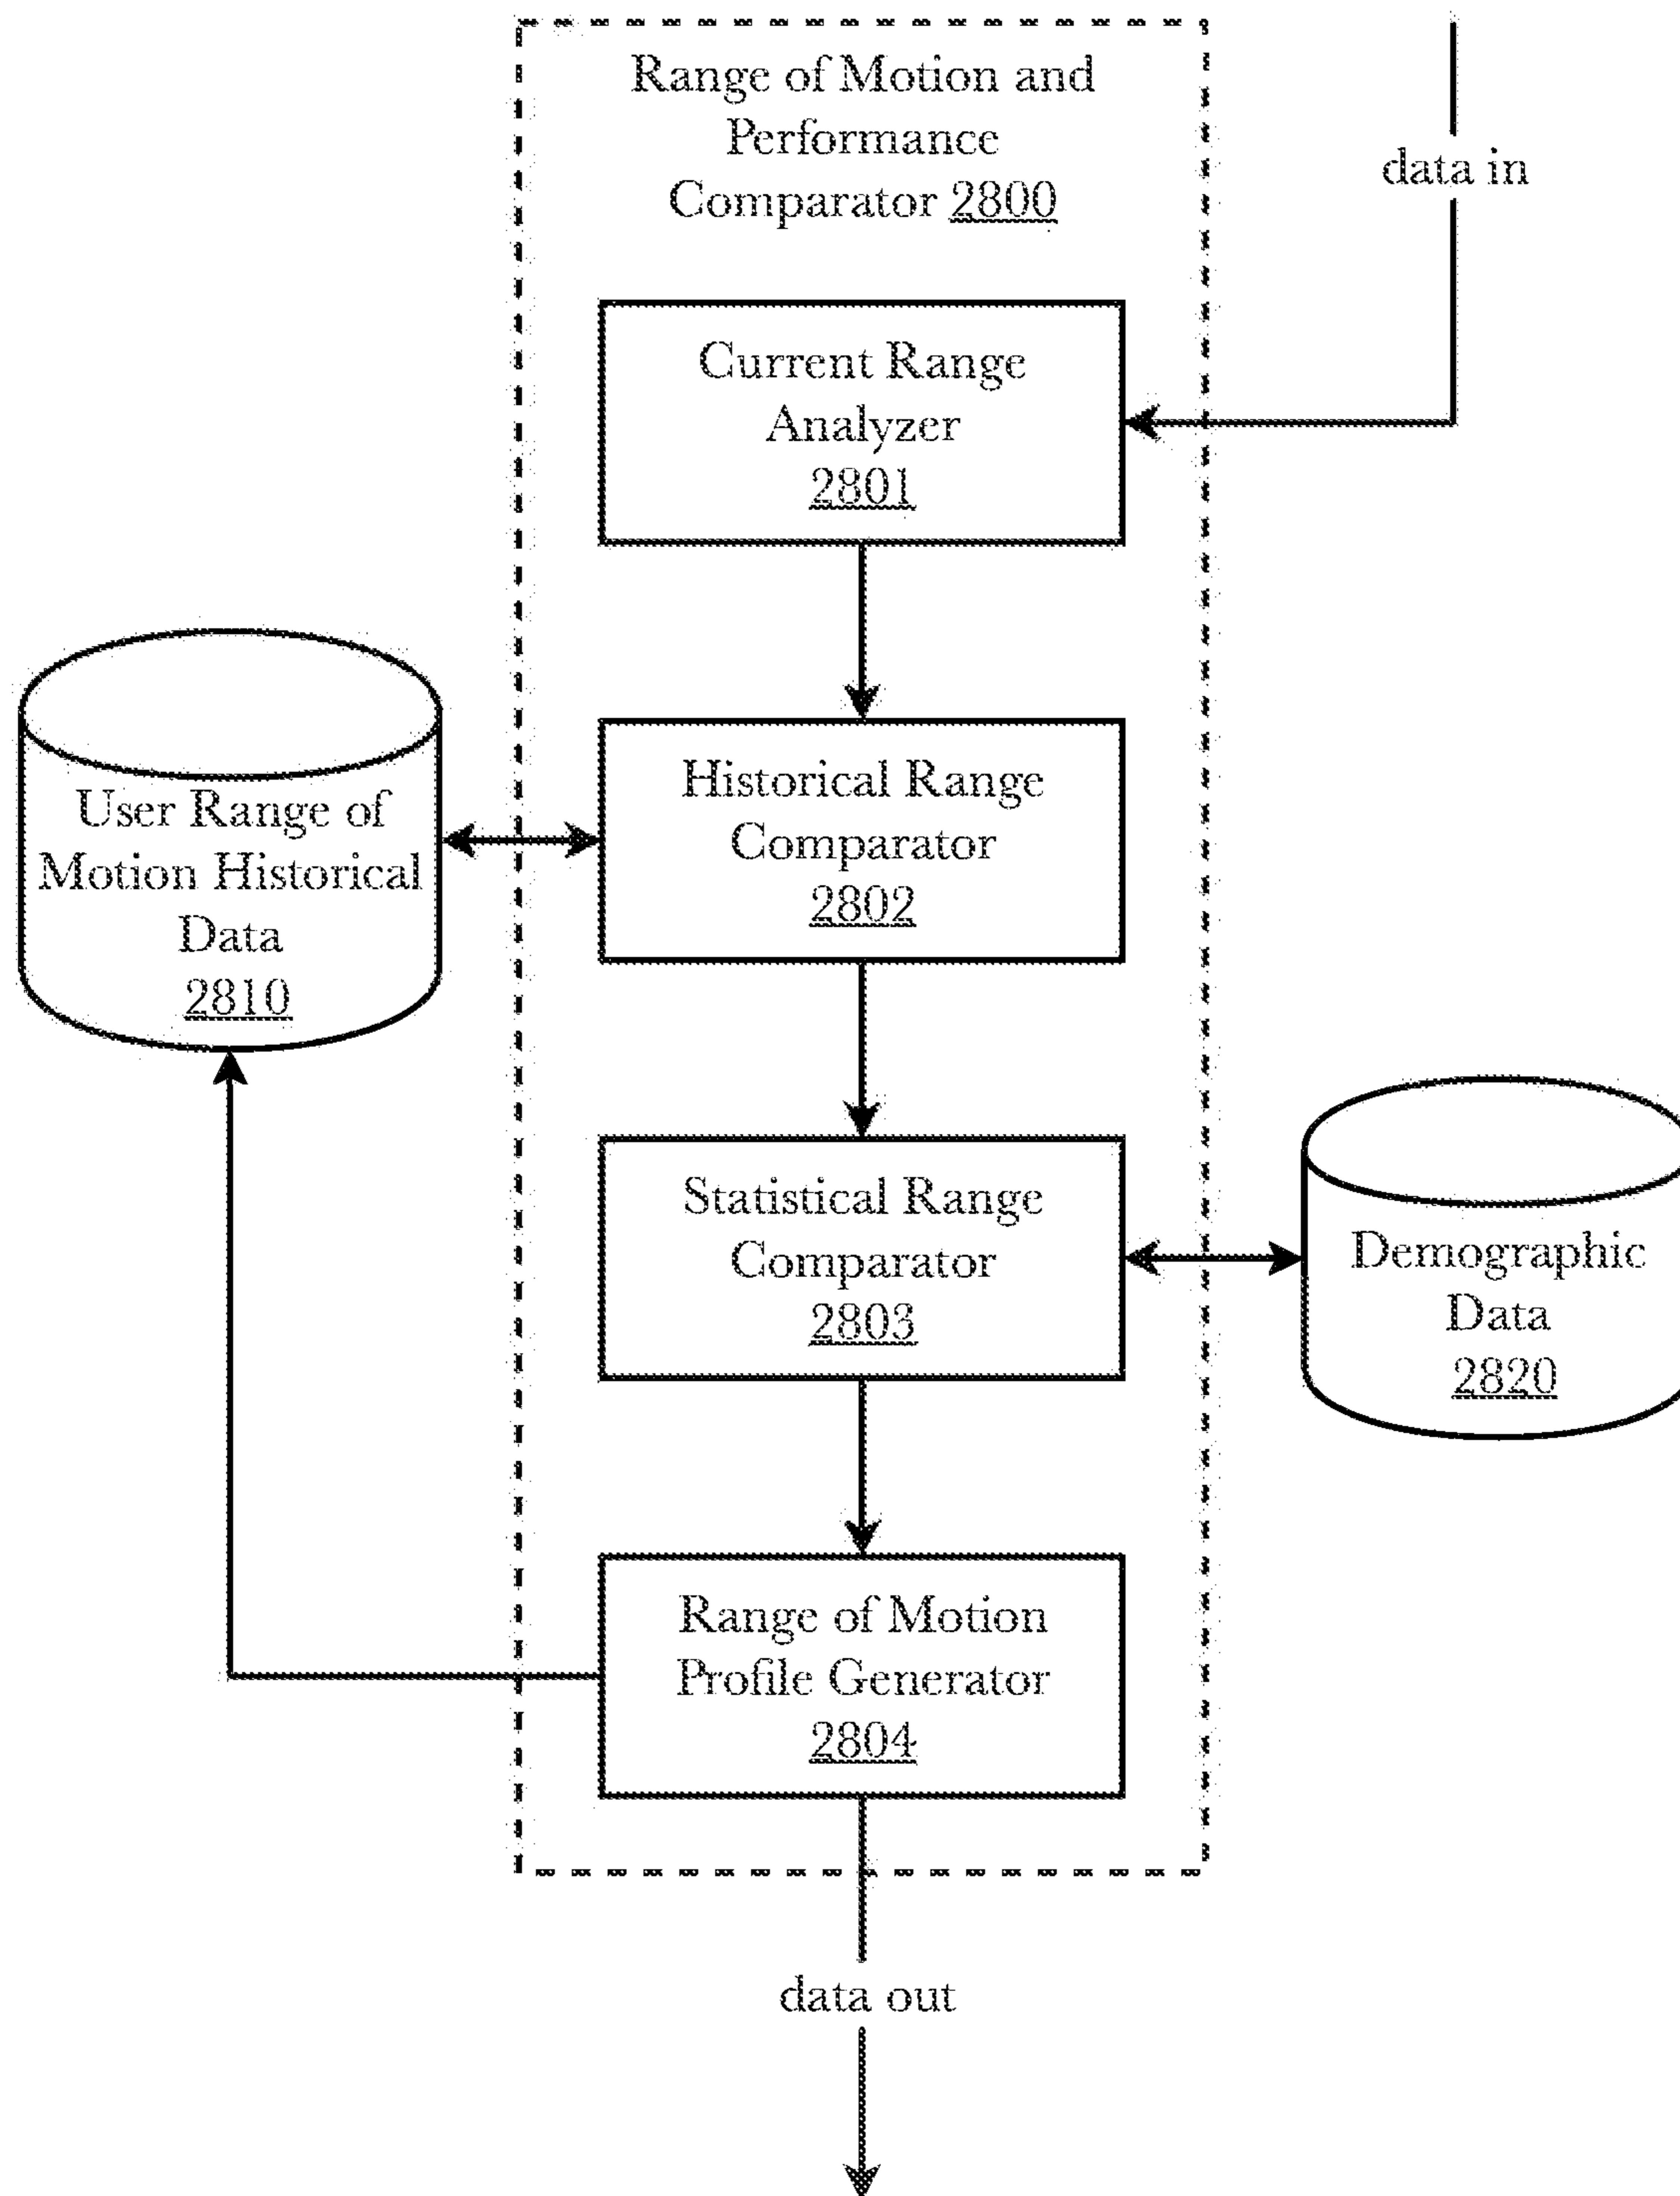 Range of Motion and
Performance
Comparator 2800
data in
Current Range
Analyzer
2801
Historical Range
Comparator
2802
User Range of
Motion Historical
Data
2810
Statistical Range
Comparator
2803
Demographic
Data
2820
Range of Motion
Profile Generator
2804
data out